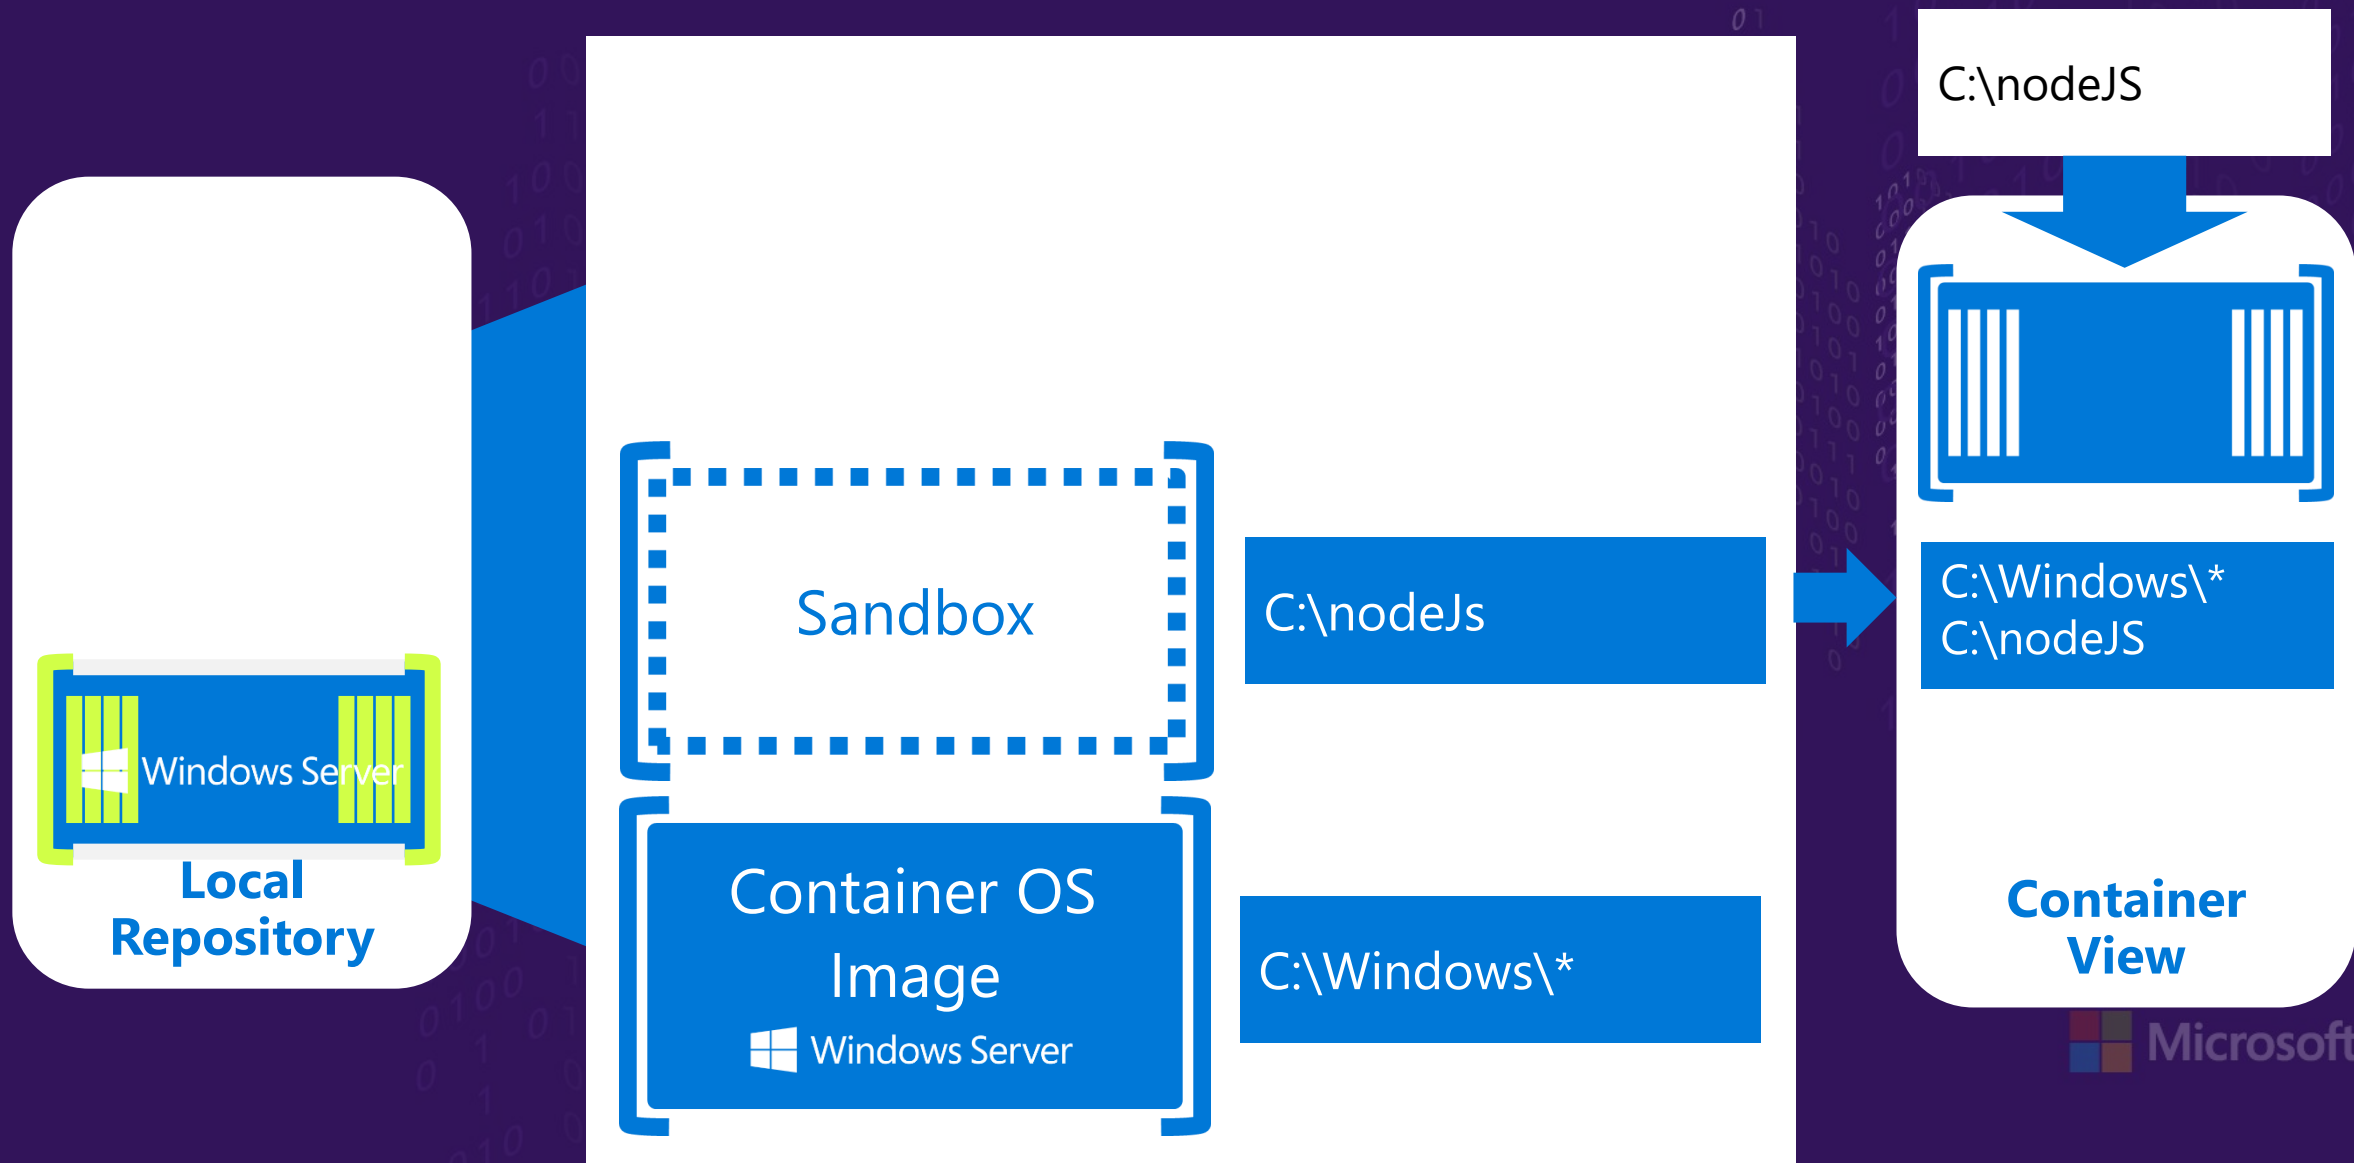 C:\nodeJS
Sandbox
C:\nodeJs
C:\Windows\*
C:\nodeJS
Windows Server
Local
Repository
Container OS
Image
Windows Server
C:\Windows\*
Container
View
Microsoft